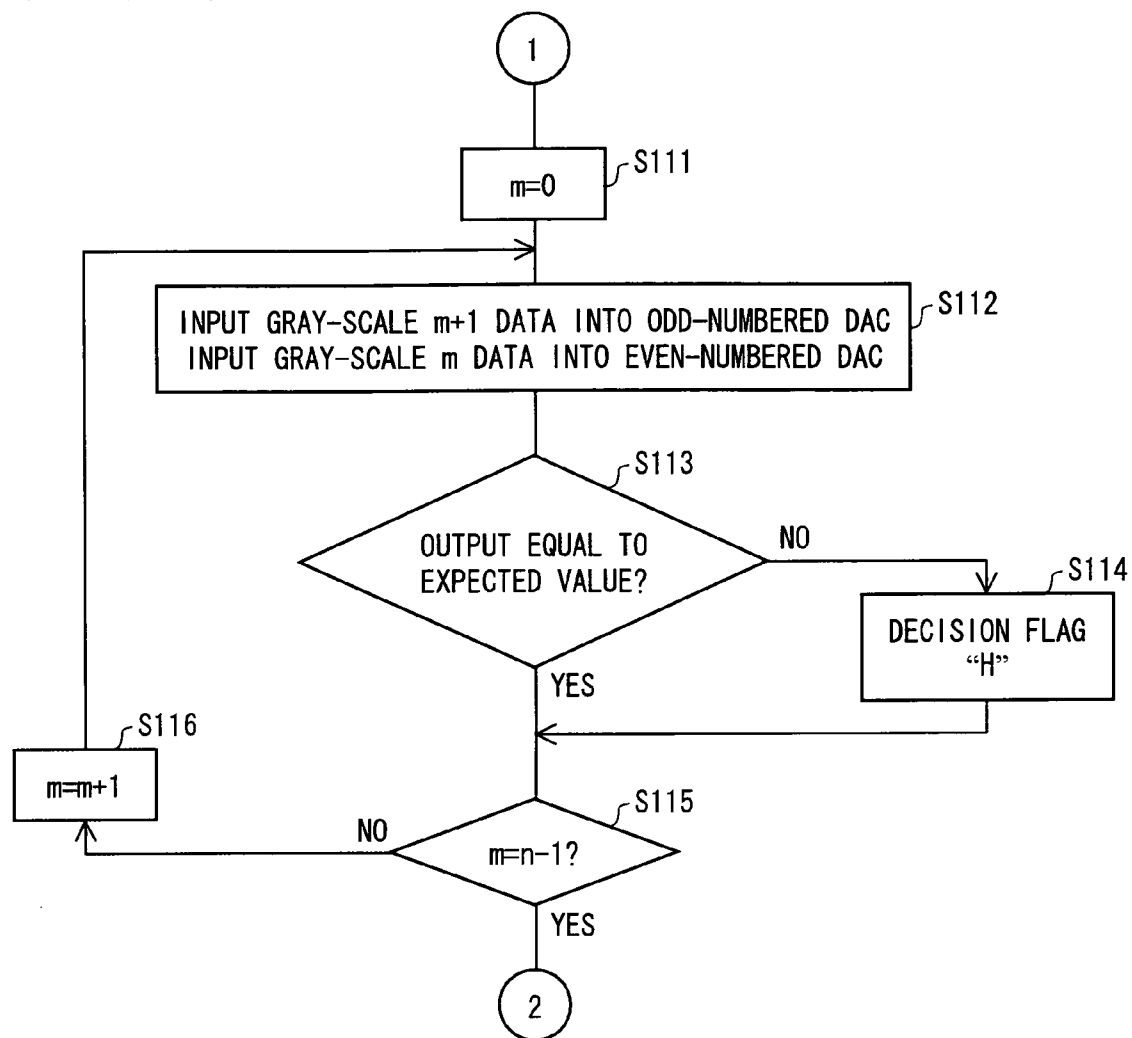 1
S111
m=0
S112
INPUT GRAY-SCALE m+1 DATA INTO ODD-NUMBERED DAC
INPUT GRAY-SCALE m DATA INTO EVEN-NUMBERED DAC
S113
OUTPUT EQUAL TO
EXPECTED VALUE?
NO
S114
DECISION FLAG
“H”
YES
S116
m=m+1
S115
NO
m=n-1?
YES
2